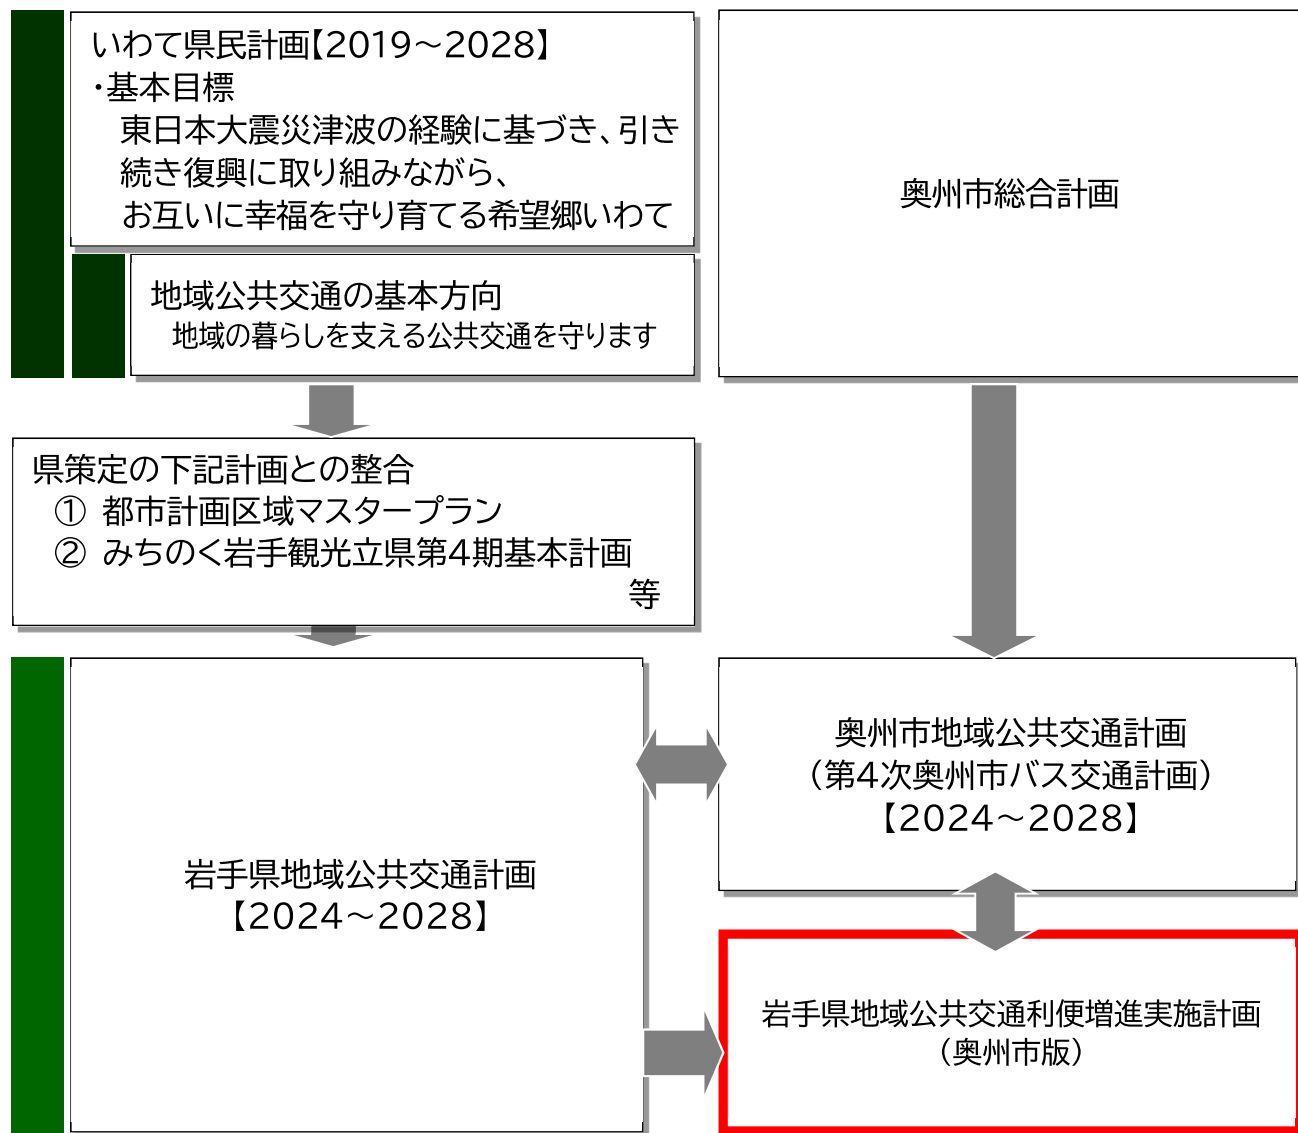 いわて県民計画【2019～2028】
・基本目標
東日本大震災津波の経験に基づき、引き
続き復興に取り組みながら、
お互いに幸福を守り育てる希望郷いわて
地域公共交通の基本方向
地域の暮らしを支える公共交通を守ります
奥州市総合計画
県策定の下記計画との整合
① 都市計画区域マスタープラン
② みちのく岩手観光立県第4期基本計画
等
岩手県地域公共交通計画
【2024～2028】
奥州市地域公共交通計画
（第4次奥州市バス交通計画）
【2024～2028】
岩手県地域公共交通利便増進実施計画
（奥州市版）